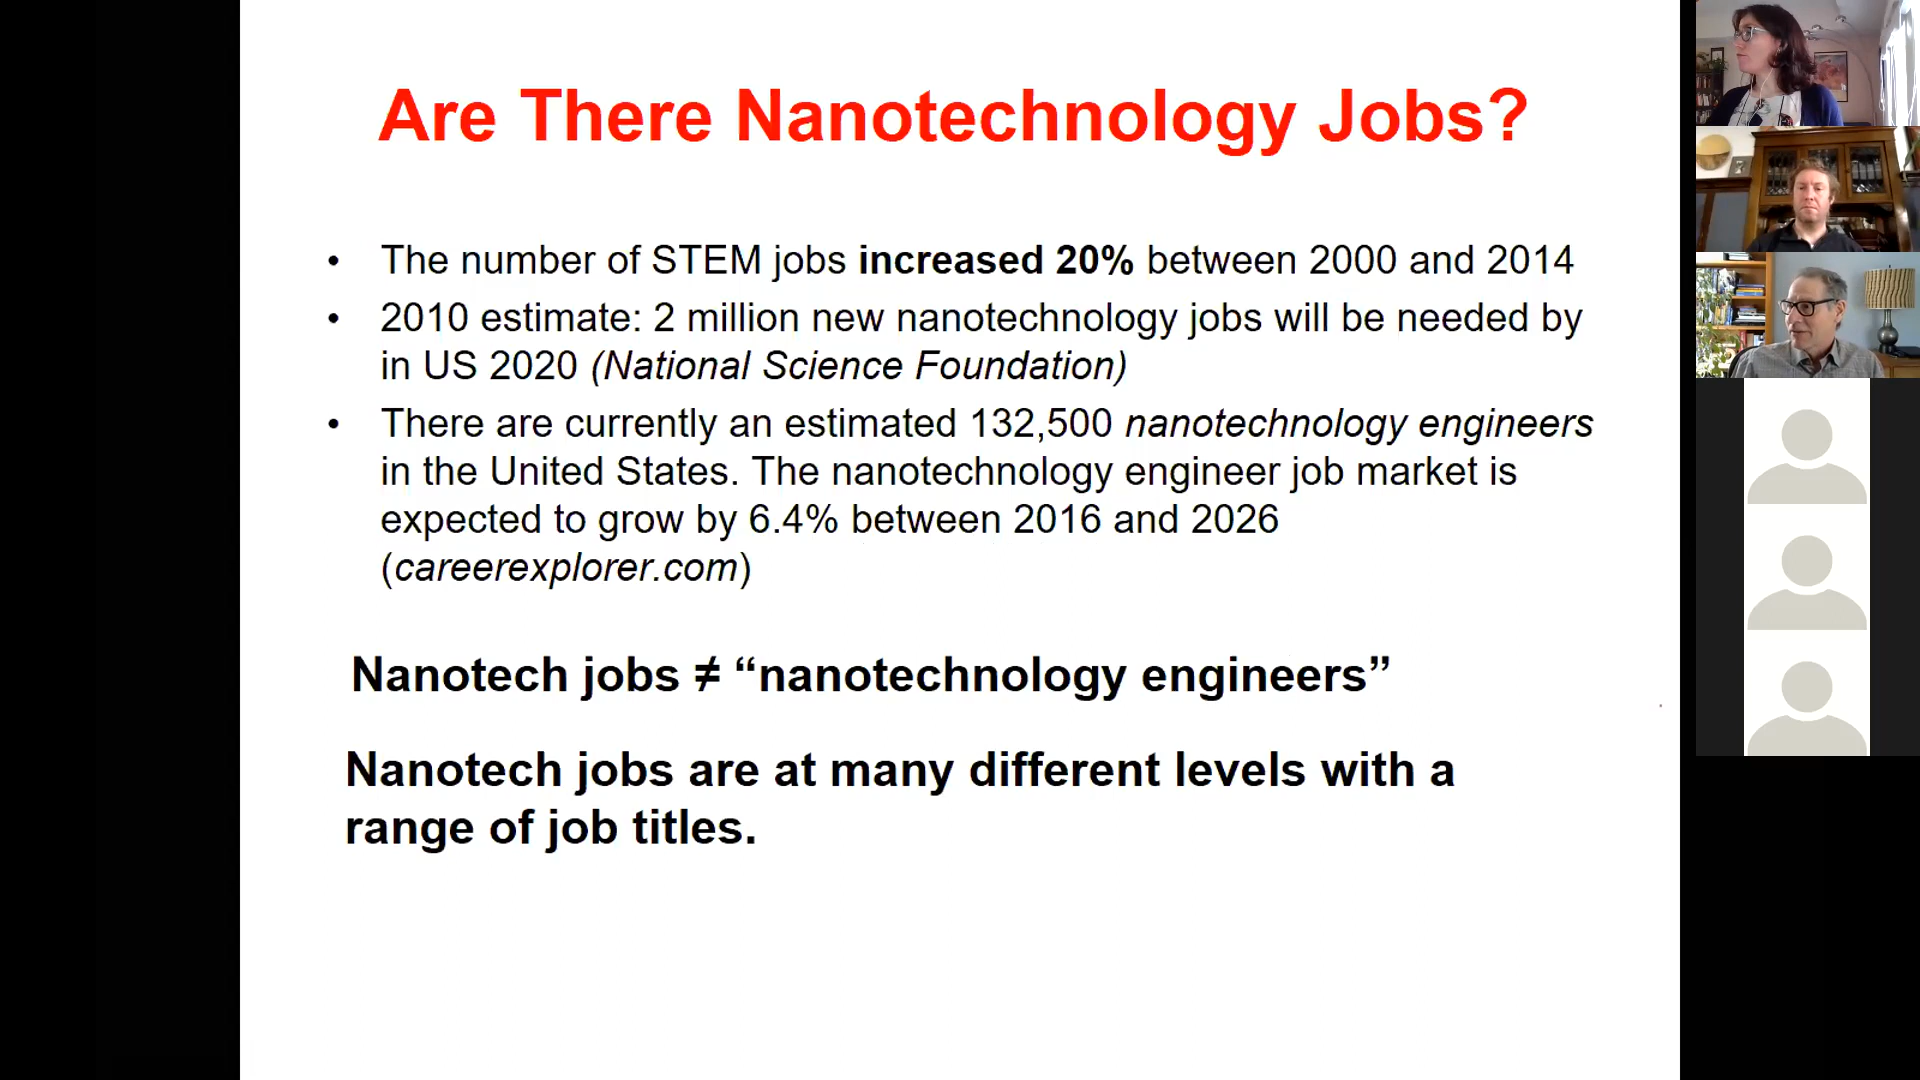 Are There Nanotechnology Jobs?
• The number of STEM jobs increased 20% between 2000 and 2014
• 2010 estimate: 2 million new nanotechnology jobs will be needed by
in US 2020 (National Science Foundation)
• There are currently an estimated 132,500 nanotechnology engineers
in the United States. The nanotechnology engineer job market is
expected to grow by 6.4% between 2016 and 2026
(careerexplorer.com)
Nanotech jobs ≠ “nanotechnology engineers”
Nanotech jobs are at many different levels with a
range of job titles.